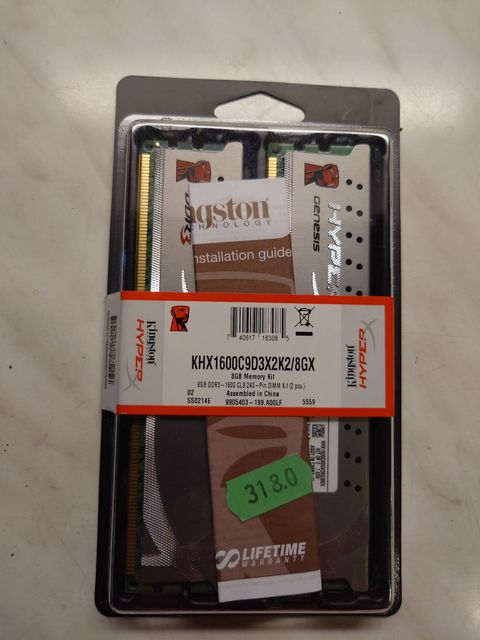 DDR3
ngston
HNOLOGY
nstallation guide
GENESIS
HYPER
Kingston
HYPERX
7 40617 18308 5
KHX1600C9D3X2K2/8GX
8GB Memory Kit
8GB DDR3-1600 CL9 240-Pin DIMM Kit (2 pcs.)
02 Assembled in China
SS0214E 9905403-199.A00LF 5559
Kingston
HYPERX
318.0
LIFETIME
WARRANTY